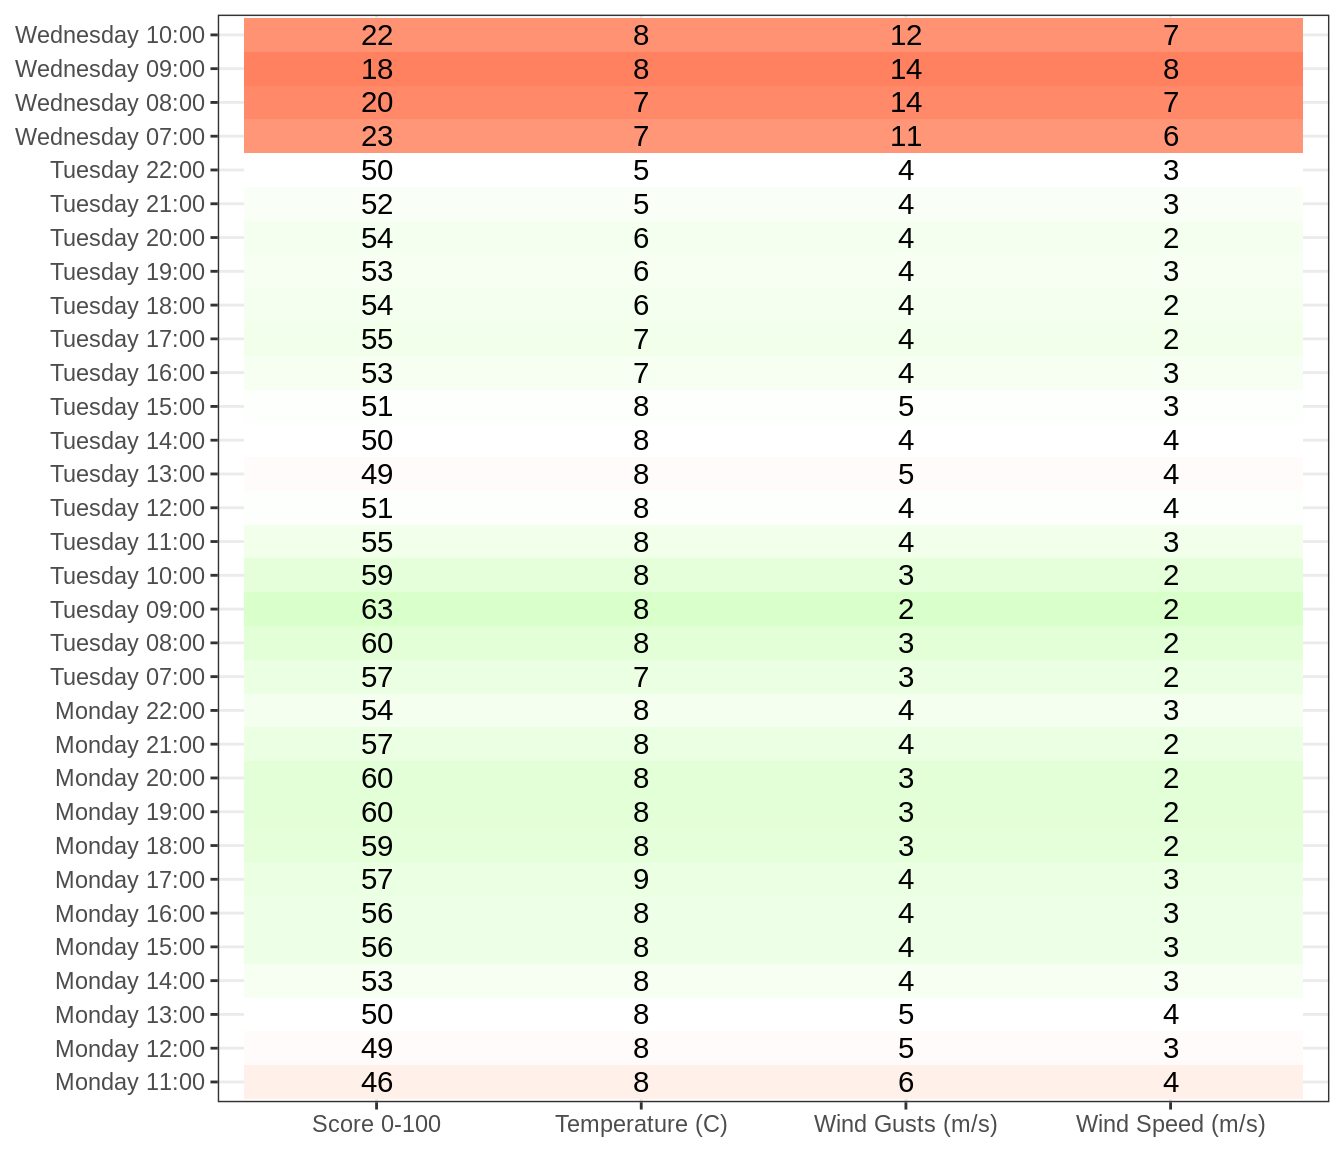 Wednesday 10:00 22 8 12 7
Wednesday 09:00 18 8 14 8
Wednesday 08:00 20 7 14 7
Wednesday 07:00 23 7 11 6
Tuesday 22:00 50 5 4 3
Tuesday 21:00 52 5 4 3
Tuesday 20:00 54 6 4 2
Tuesday 19:00 53 6 4 3
Tuesday 18:00 54 6 4 2
Tuesday 17:00 55 7 4 2
Tuesday 16:00 53 7 4 3
Tuesday 15:00 51 8 5 3
Tuesday 14:00 50 8 4 4
Tuesday 13:00 49 8 5 4
Tuesday 12:00 51 8 4 4
Tuesday 11:00 55 8 4 3
Tuesday 10:00 59 8 3 2
Tuesday 09:00 63 8 2 2
Tuesday 08:00 60 8 3 2
Tuesday 07:00 57 7 3 2
Monday 22:00 54 8 4 3
Monday 21:00 57 8 4 2
Monday 20:00 60 8 3 2
Monday 19:00 60 8 3 2
Monday 18:00 59 8 3 2
Monday 17:00 57 9 4 3
Monday 16:00 56 8 4 3
Monday 15:00 56 8 4 3
Monday 14:00 53 8 4 3
Monday 13:00 50 8 5 4
Monday 12:00 49 8 5 3
Monday 11:00 46 8 6 4
Score 0-100 Temperature (C) Wind Gusts (m/s) Wind Speed (m/s)